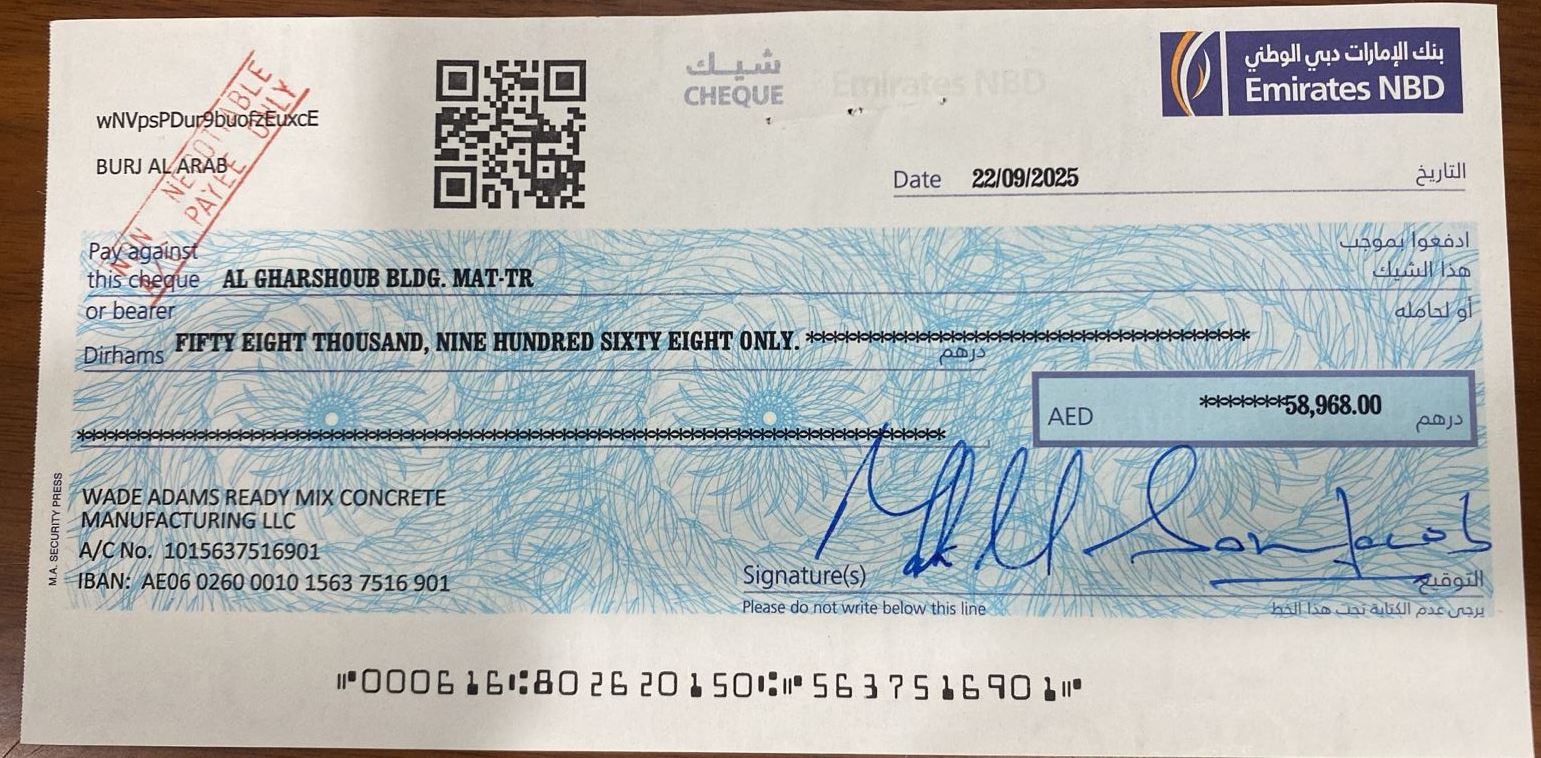 شيك
CHEQUE
Emirates NBD
بنك الإمارات دبي الوطني
Emirates NBD
wNVpsPDur9buofzEuxcE
BURJ AL ARAB
NON NEGOTIABLE
PAYEE ONLY
Date 22/09/2025 التاريخ
Pay against ادفعوا بموجب
this cheque AL GHARSHOUB BLDG. MAT-TR هذا الشيك
or bearer أو لحامله
Dirhams FIFTY EIGHT THOUSAND, NINE HUNDRED SIXTY EIGHT ONLY. درهم
AED *******58,968.00 درهم
WADE ADAMS READY MIX CONCRETE
MANUFACTURING LLC
A/C No. 1015637516901
IBAN: AE06 0260 0010 1563 7516 901
M.A. SECURITY PRESS
Signature(s) التوقيع
Please do not write below this line يرجى عدم الكتابة تحت هذا الخط
⑈000616⑆802620150⑆⑈563751690 1⑈